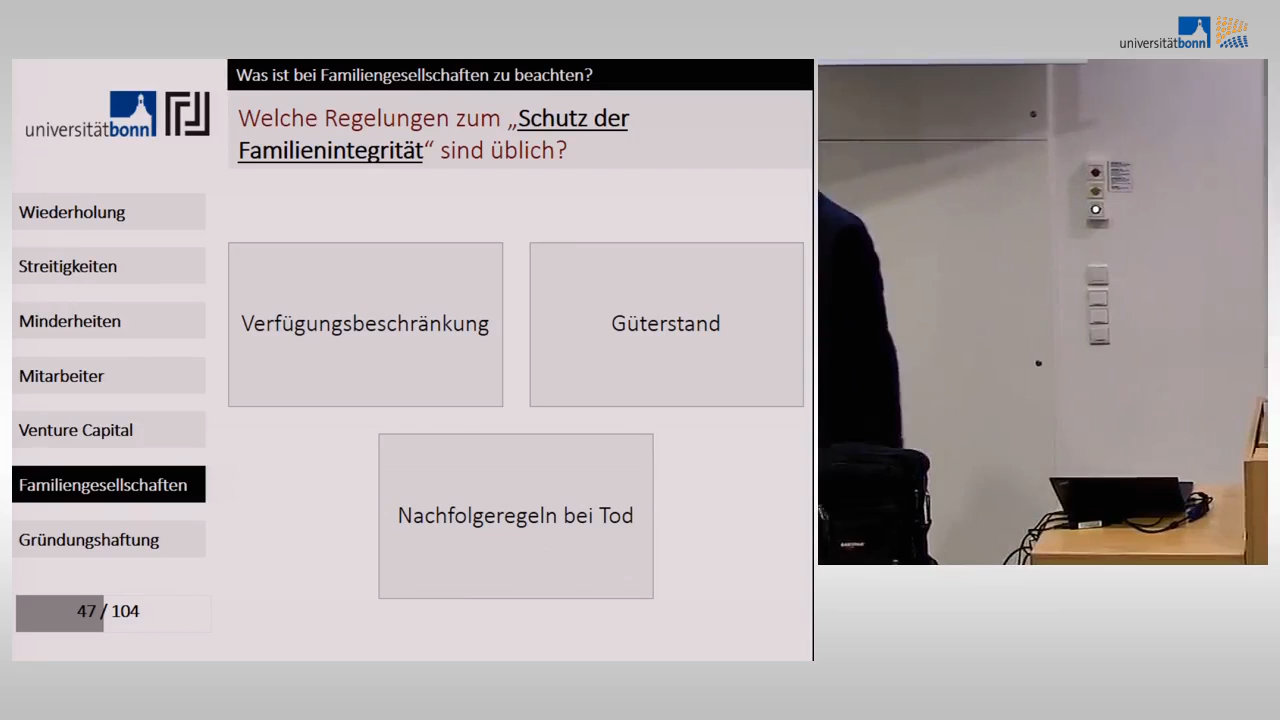 universitätbonn
Was ist bei Familiengesellschaften zu beachten?
universitätbonn
Welche Regelungen zum „Schutz der
Familienintegrität“ sind üblich?
Wiederholung
Streitigkeiten
Minderheiten
Mitarbeiter
Venture Capital
Familiengesellschaften
Gründungshaftung
47 / 104
Verfügungsbeschränkung
Güterstand
Nachfolgeregeln bei Tod
EASTPAK